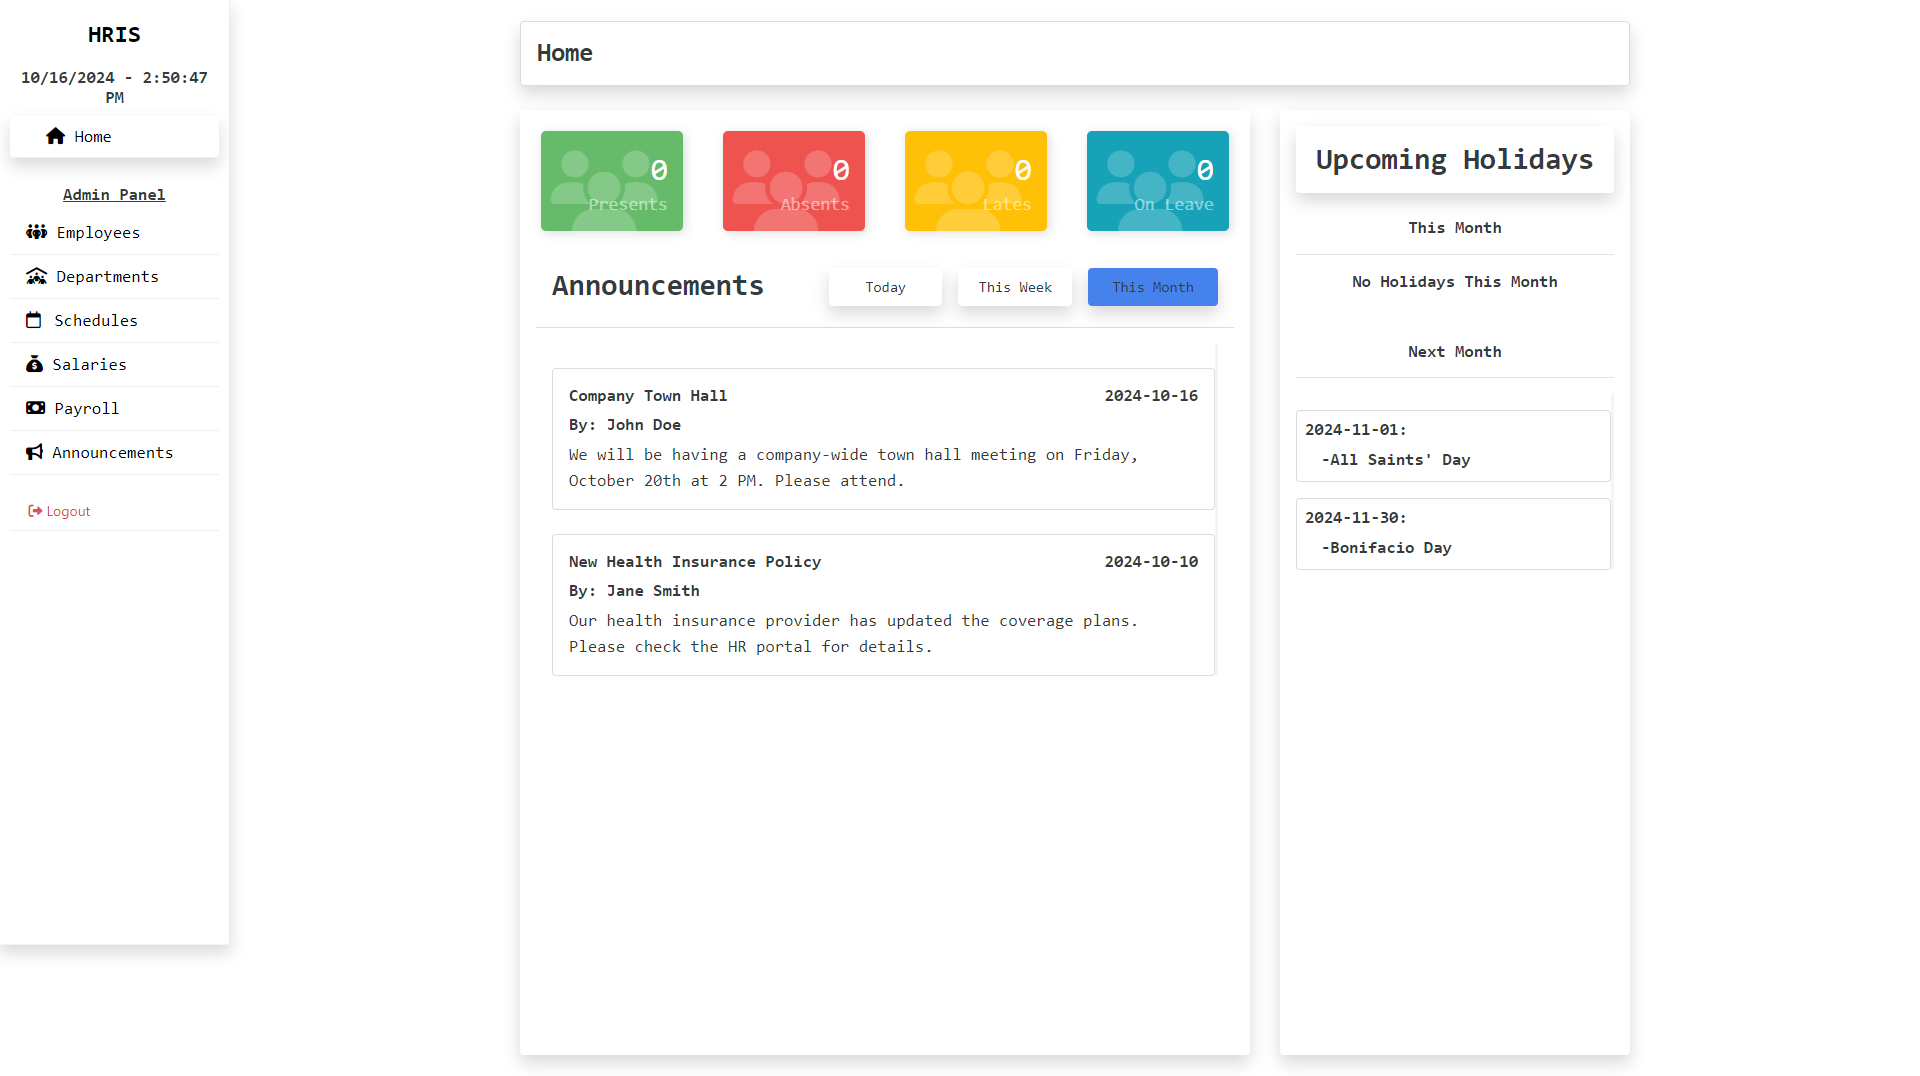 HRIS
10/16/2024 - 2:50:47
PM
Home
Admin Panel
Employees
Departments
Schedules
Salaries
Payroll
Announcements
Logout
Home
0
Presents
0
Absents
0
Lates
0
On Leave
Announcements
Today
This Week
This Month
Company Town Hall
2024-10-16
By: John Doe
We will be having a company-wide town hall meeting on Friday,
October 20th at 2 PM. Please attend.
New Health Insurance Policy
2024-10-10
By: Jane Smith
Our health insurance provider has updated the coverage plans.
Please check the HR portal for details.
Upcoming Holidays
This Month
No Holidays This Month
Next Month
2024-11-01:
-All Saints' Day
2024-11-30:
-Bonifacio Day